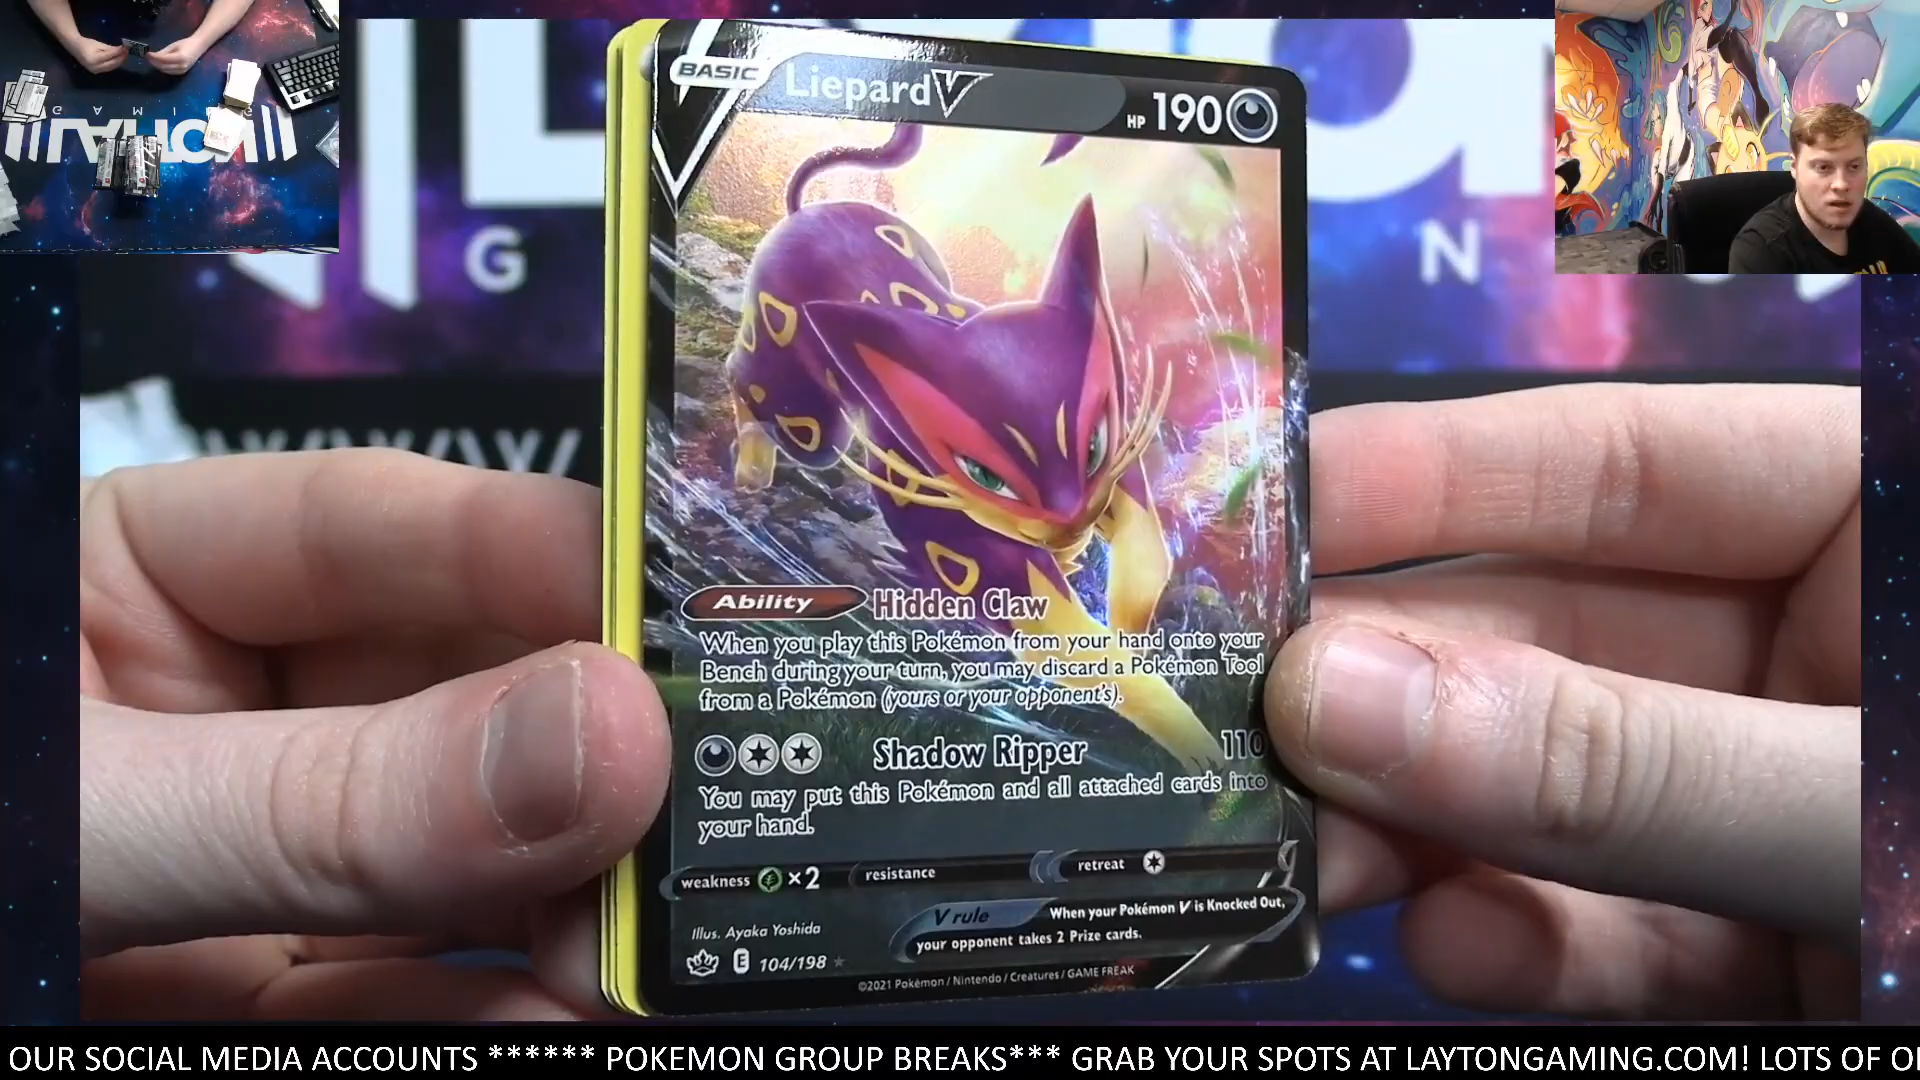 BASIC Liepard V HP 190
Ability Hidden Claw
When you play this Pokémon from your hand onto your
Bench during your turn, you may discard a Pokémon Tool
from a Pokémon (yours or your opponent's).
Shadow Ripper 110
You may put this Pokémon and all attached cards into
your hand.
weakness ×2 resistance retreat
V rule When your Pokémon V is Knocked Out,
your opponent takes 2 Prize cards.
Illus. Ayaka Yoshida
E 104/198
©2021 Pokémon / Nintendo / Creatures / GAME FREAK
G
N
WWW
OUR SOCIAL MEDIA ACCOUNTS ****** POKEMON GROUP BREAKS*** GRAB YOUR SPOTS AT LAYTONGAMING.COM! LOTS OF